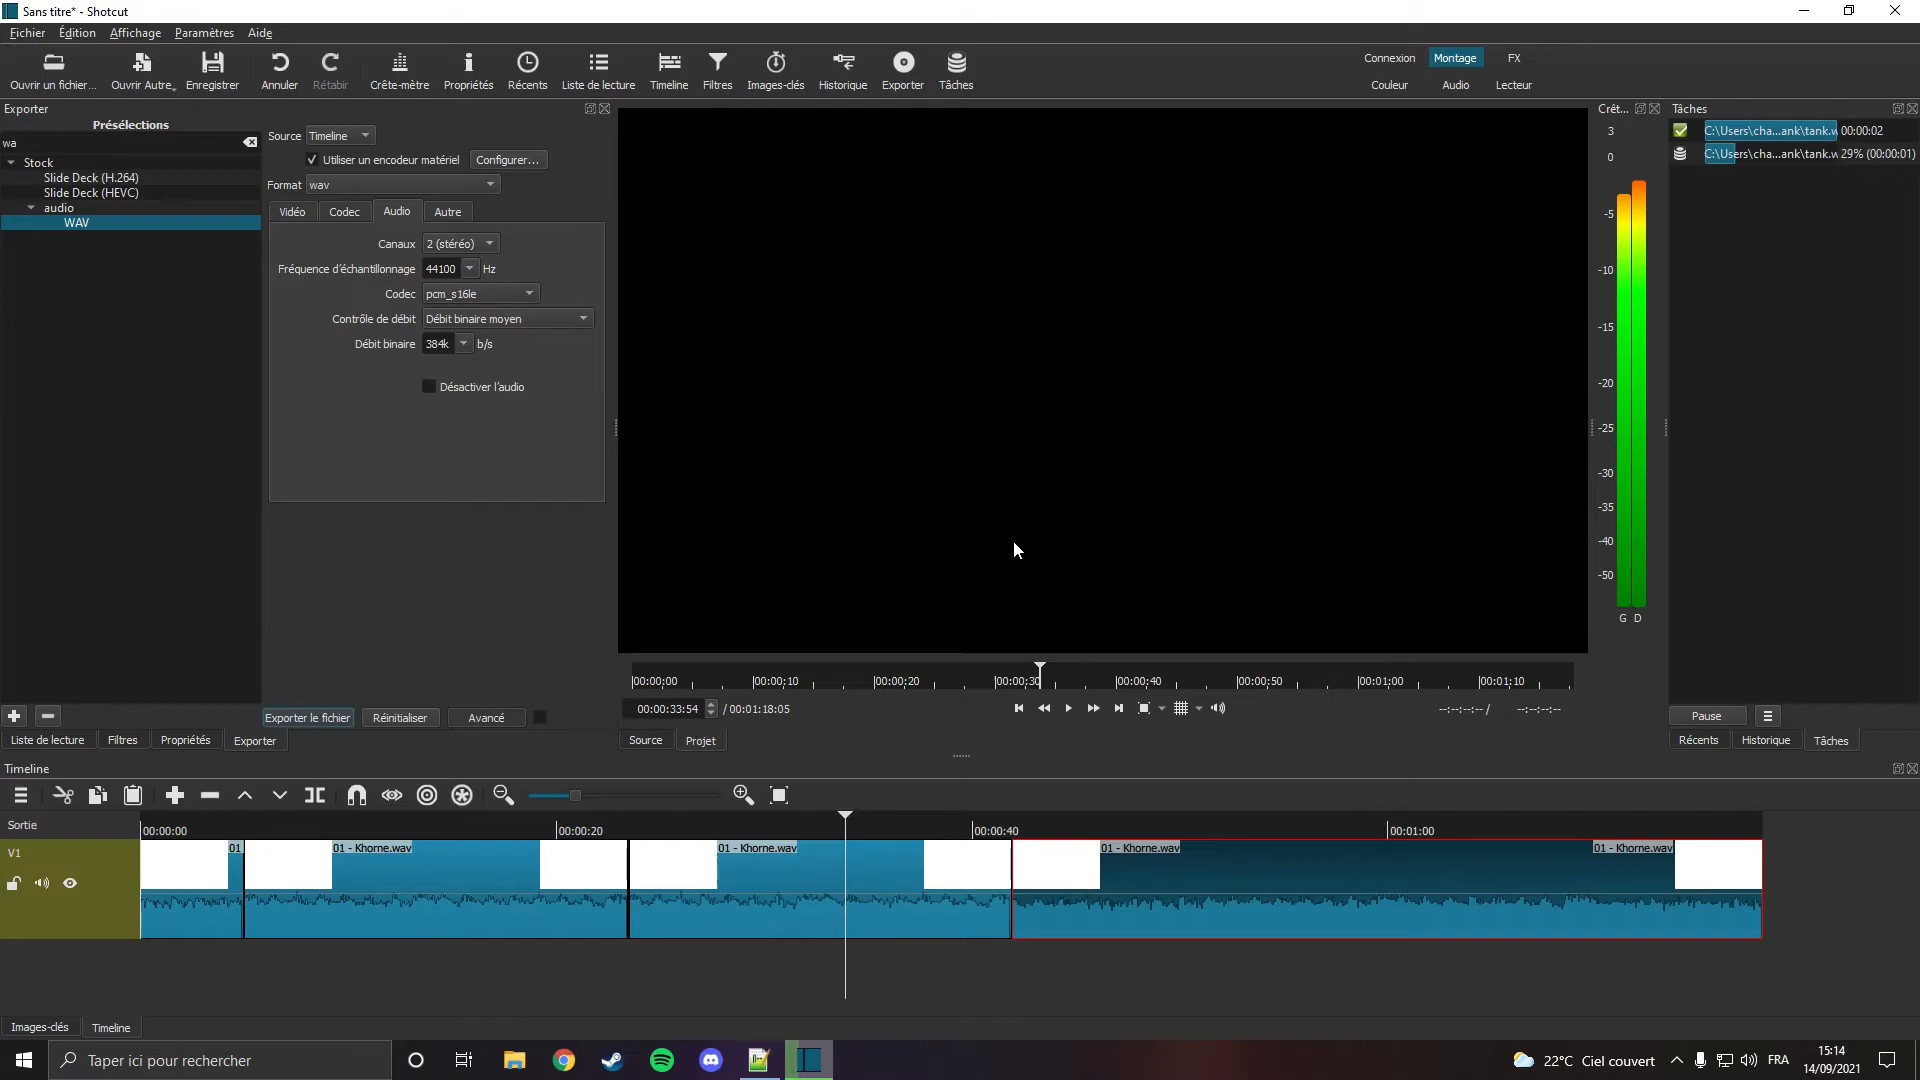 Sans titre* - Shotcut
Fichier Édition Affichage Paramètres Aide
Ouvrir un fichier... Ouvrir Autre... Enregistrer Annuler Rétablir Crête-mètre Propriétés Récents Liste de lecture Timeline Filtres Images-clés Historique Exporter Tâches
Connexion Montage FX
Couleur Audio Lecteur
Exporter
Présélections
wa
Stock
Slide Deck (H.264)
Slide Deck (HEVC)
audio
WAV
Source Timeline
Utiliser un encodeur matériel Configurer...
Format wav
Vidéo Codec Audio Autre
Canaux 2 (stéréo)
Fréquence d'échantillonnage 44100 Hz
Codec pcm_s16le
Contrôle de débit Débit binaire moyen
Débit binaire 384k b/s
Désactiver l'audio
Exporter le fichier Réinitialiser Avancé
Liste de lecture Filtres Propriétés Exporter
00:00:00 00:00:10 00:00:20 00:00:30 00:00:40 00:00:50 00:01:00 00:01:10
00:00:33:54 / 00:01:18:05 --:--:--:-- / --:--:--:--
Source Projet
Crêt...
3
0
-5
-10
-15
-20
-25
-30
-35
-40
-50
G D
Tâches
C:\Users\cha...ank\tank.w 00:00:02
C:\Users\cha...ank\tank.w 29% (00:00:01)
Pause
Récents Historique Tâches
Timeline
Sortie
00:00:00 00:00:20 00:00:40 00:01:00
V1
01 01 - Khorne.wav 01 - Khorne.wav 01 - Khorne.wav 01 - Khorne.wav
Images-clés Timeline
Taper ici pour rechercher
22°C Ciel couvert FRA
15:14
14/09/2021